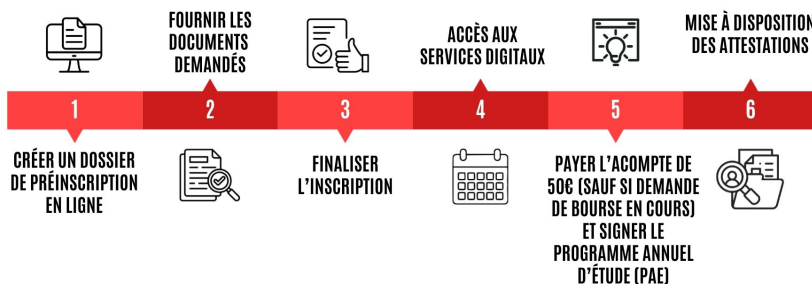 1
CRÉER UN DOSSIER
DE PRÉINSCRIPTION
EN LIGNE
FOURNIR LES
DOCUMENTS
DEMANDÉS
2
3
FINALISER
L'INSCRIPTION
ACCÈS AUX
SERVICES DIGITAUX
4
5
PAYER L'ACOMPTE DE
50€ (SAUF SI DEMANDE
DE BOURSE EN COURS)
ET SIGNER LE
PROGRAMME ANNUEL
D'ÉTUDE (PAE)
MISE À DISPOSITION
DES ATTESTATIONS
6